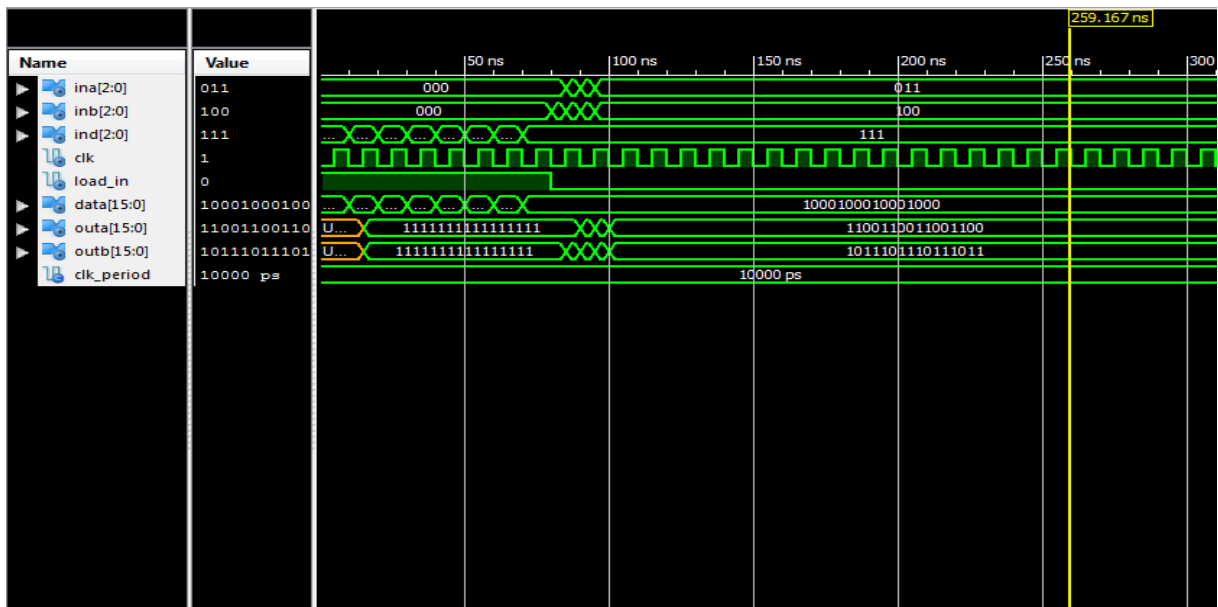 259.167 ns
Name Value
50 ns 100 ns 150 ns 200 ns 250 ns 300
ina[2:0] 011 000 011
inb[2:0] 100 000 100
ind[2:0] 111 ... ... ... ... ... ... ... 111
clk 1
load_in 0
data[15:0] 10001000100 ... ... ... ... ... ... ... 1000100010001000
outa[15:0] 11001100110 U... 1111111111111111 1100110011001100
outb[15:0] 10111011101 U... 1111111111111111 1011101110111011
clk_period 10000 ps 10000 ps